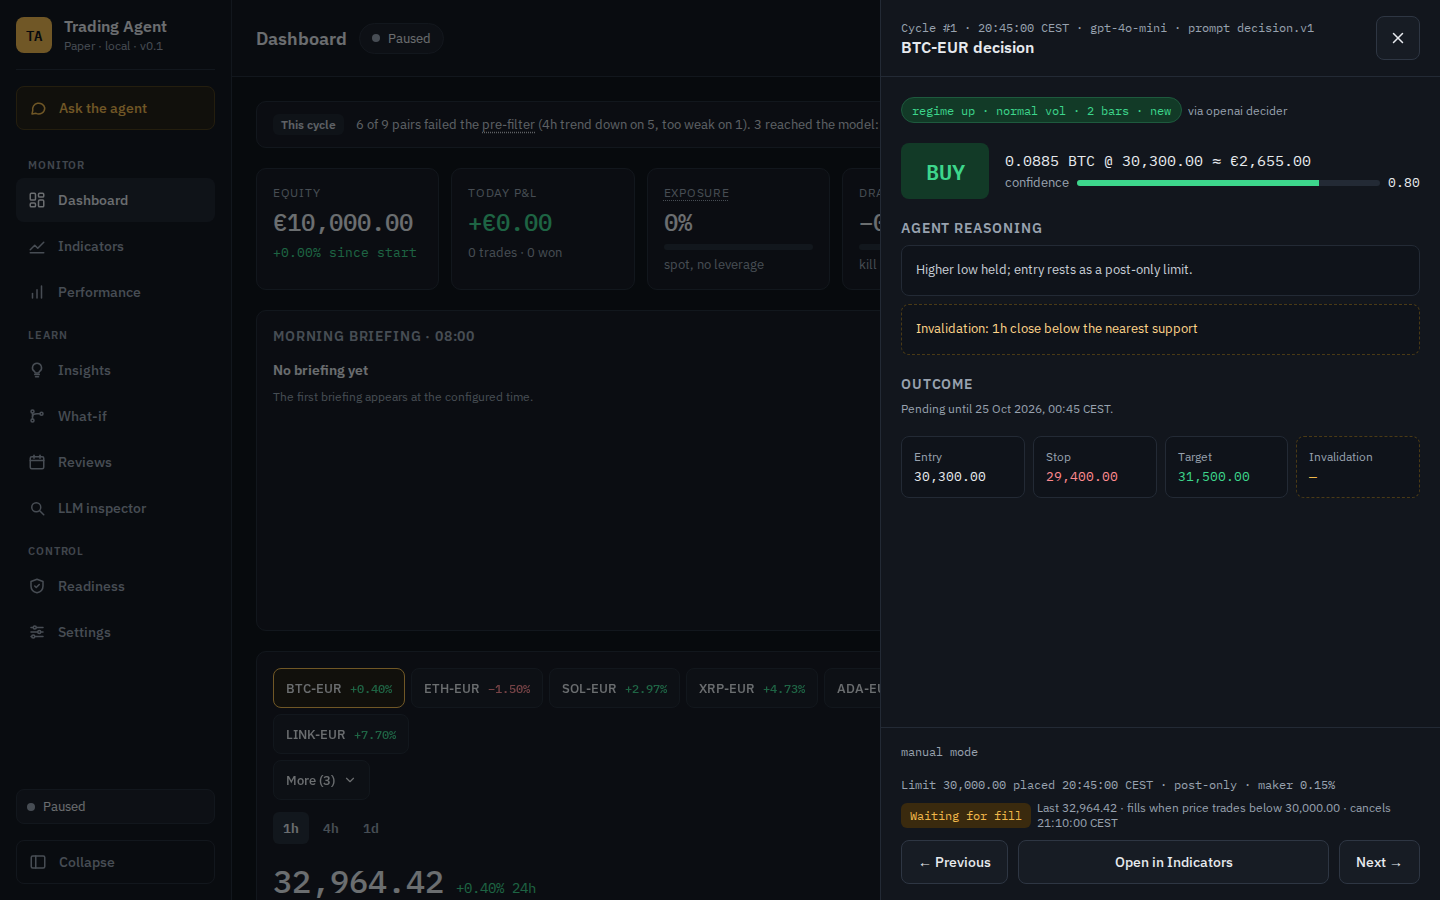 TA
Trading Agent
Paper · local · v0.1
Ask the agent
MONITOR
Dashboard
Indicators
Performance
LEARN
Insights
What-if
Reviews
LLM inspector
CONTROL
Readiness
Settings
Paused
Collapse
Dashboard
Paused
This cycle 6 of 9 pairs failed the pre-filter (4h trend down on 5, too weak on 1). 3 reached the model:
EQUITY
€10,000.00
+0.00% since start
TODAY P&L
+€0.00
0 trades · 0 won
EXPOSURE
0%
spot, no leverage
MORNING BRIEFING · 08:00
No briefing yet
The first briefing appears at the configured time.
BTC-EUR +0.40%
ETH-EUR −1.50%
SOL-EUR +2.97%
XRP-EUR +4.73%
LINK-EUR +7.70%
More (3)
1h 4h 1d
32,964.42 +0.40% 24h
Cycle #1 · 20:45:00 CEST · gpt-4o-mini · prompt decision.v1
BTC-EUR decision
regime up · normal vol · 2 bars · new via openai decider
BUY
0.0885 BTC @ 30,300.00 ≈ €2,655.00
confidence 0.80
AGENT REASONING
Higher low held; entry rests as a post-only limit.
Invalidation: 1h close below the nearest support
OUTCOME
Pending until 25 Oct 2026, 00:45 CEST.
Entry
30,300.00
Stop
29,400.00
Target
31,500.00
Invalidation
—
manual mode
Limit 30,000.00 placed 20:45:00 CEST · post-only · maker 0.15%
Waiting for fill
Last 32,964.42 · fills when price trades below 30,000.00 · cancels
21:10:00 CEST
← Previous
Open in Indicators
Next →